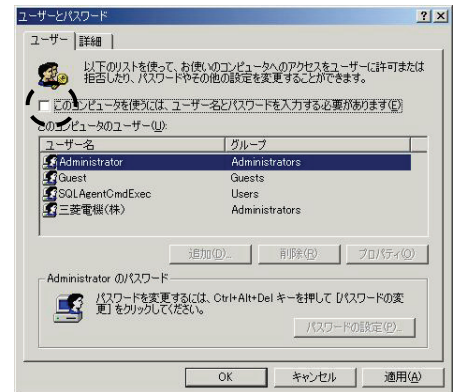 ユーザーとパスワード
ユーザー 詳細
以下のリストを使って、お使いのコンピュータへのアクセスをユーザーに許可または
拒否したり、パスワードやその他の設定を変更することができます。
このコンピュータを使うには、ユーザー名とパスワードを入力する必要があります(E)
このコンピュータのユーザー(U):
ユーザー名 グループ
Administrator Administrators
Guest Guests
SQLAgentCmdExec Users
三菱電機(株) Administrators
追加(D)... 削除(R) プロパティ(O)
Administrator のパスワード
パスワードを変更するには、Ctrl+Alt+Del キーを押して [パスワードの変
更] をクリックしてください。
パスワードの設定(P)...
OK キャンセル 適用(A)